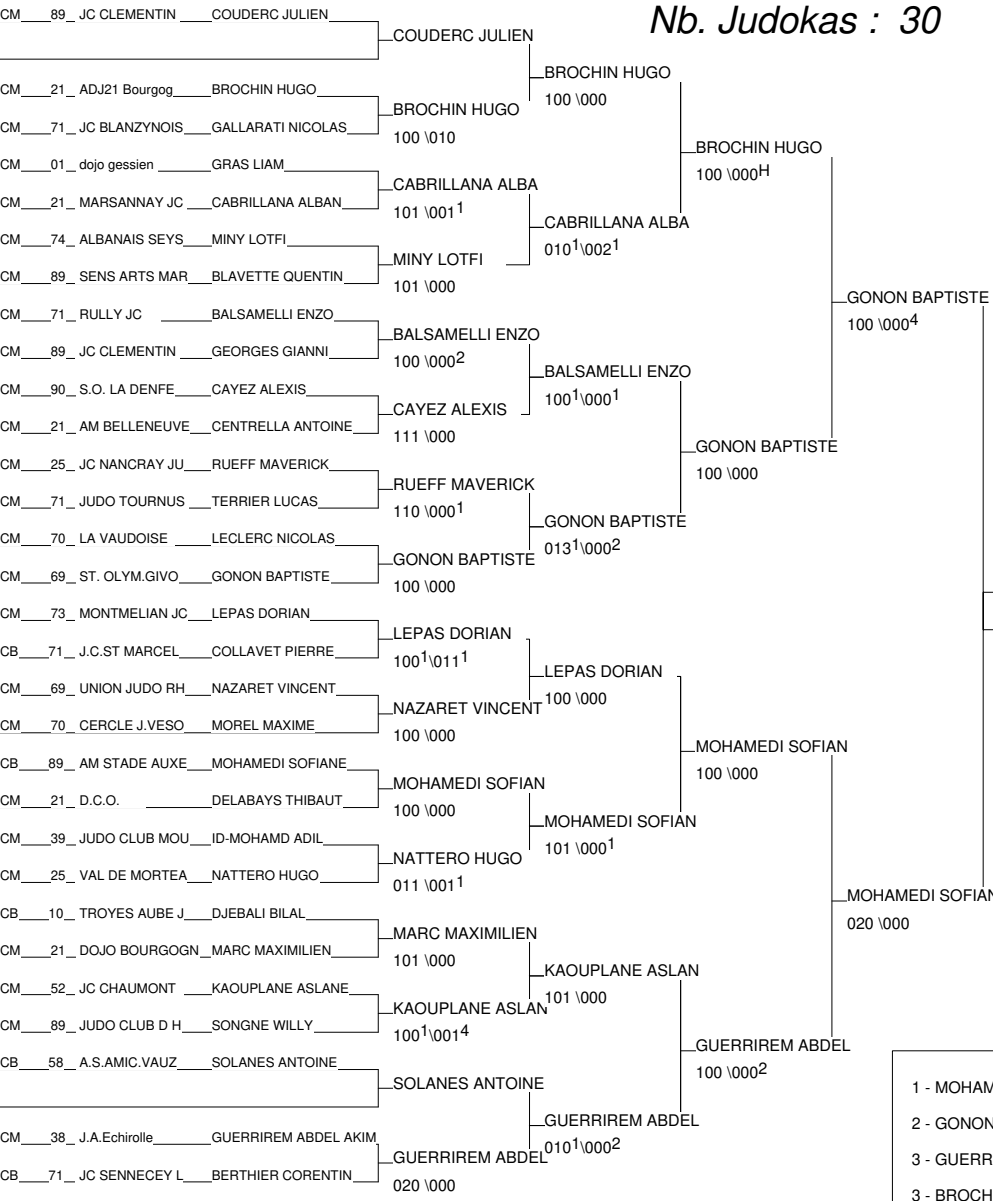 Nb. Judokas : 30
CM 89 JC CLEMENTIN COUDERC JULIEN
CM 21 ADJ21 Bourgog BROCHIN HUGO
CM 71 JC BLANZYNOIS GALLARATI NICOLAS
CM 01 dojo gessien GRAS LIAM
CM 21 MARSANNAY JC CABRILLANA ALBAN
CM 74 ALBANAIS SEYS MINY LOTFI
CM 89 SENS ARTS MAR BLAVETTE QUENTIN
CM 71 RULLY JC BALSAMELLI ENZO
CM 89 JC CLEMENTIN GEORGES GIANNI
CM 90 S.O. LA DENFE CAYEZ ALEXIS
CM 21 AM BELLENEUVE CENTRELLA ANTOINE
CM 25 JC NANCRAY JU RUEFF MAVERICK
CM 71 JUDO TOURNUS TERRIER LUCAS
CM 70 LA VAUDOISE LECLERC NICOLAS
CM 69 ST. OLYM.GIVO GONON BAPTISTE
CM 73 MONTMELIAN JC LEPAS DORIAN
CB 71 J.C.ST MARCEL COLLAVET PIERRE
CM 69 UNION JUDO RH NAZARET VINCENT
CM 70 CERCLE J.VESO MOREL MAXIME
CB 89 AM STADE AUXE MOHAMEDI SOFIANE
CM 21 D.C.O. DELABAYS THIBAUT
CM 39 JUDO CLUB MOU ID-MOHAMD ADIL
CM 25 VAL DE MORTEA NATTERO HUGO
CB 10 TROYES AUBE J DJEBALI BILAL
CM 21 DOJO BOURGOGN MARC MAXIMILIEN
CM 52 JC CHAUMONT KAOUPLANE ASLANE
CM 89 JUDO CLUB D H SONGNE WILLY
CB 58 A.S.AMIC.VAUZ SOLANES ANTOINE
CM 38 J.A.Echirolle GUERRIREM ABDEL AKIM
CB 71 JC SENNECEY L BERTHIER CORENTIN
COUDERC JULIEN
BROCHIN HUGO
100 \010
CABRILLANA ALBA
101 \001¹
MINY LOTFI
101 \000
BALSAMELLI ENZO
100 \000²
CAYEZ ALEXIS
111 \000
RUEFF MAVERICK
110 \000¹
GONON BAPTISTE
100 \000
LEPAS DORIAN
100¹\011¹
NAZARET VINCENT
100 \000
MOHAMEDI SOFIAN
100 \000
NATTERO HUGO
011 \001¹
MARC MAXIMILIEN
101 \000
KAOUPLANE ASLAN
100¹\001⁴
SOLANES ANTOINE
GUERRIREM ABDEL
020 \000
BROCHIN HUGO
100 \000
CABRILLANA ALBA
010¹\002¹
BALSAMELLI ENZO
100¹\000¹
GONON BAPTISTE
013¹\000²
LEPAS DORIAN
100 \000
MOHAMEDI SOFIAN
101 \000¹
KAOUPLANE ASLAN
101 \000
GUERRIREM ABDEL
010¹\000²
BROCHIN HUGO
100 \000ᴴ
GONON BAPTISTE
100 \000
MOHAMEDI SOFIAN
100 \000
GUERRIREM ABDEL
100 \000²
GONON BAPTISTE
100 \000⁴
MOHAMEDI SOFIAN
020 \000
1 - MOHAM
2 - GONON
3 - GUERR
3 - BROCH